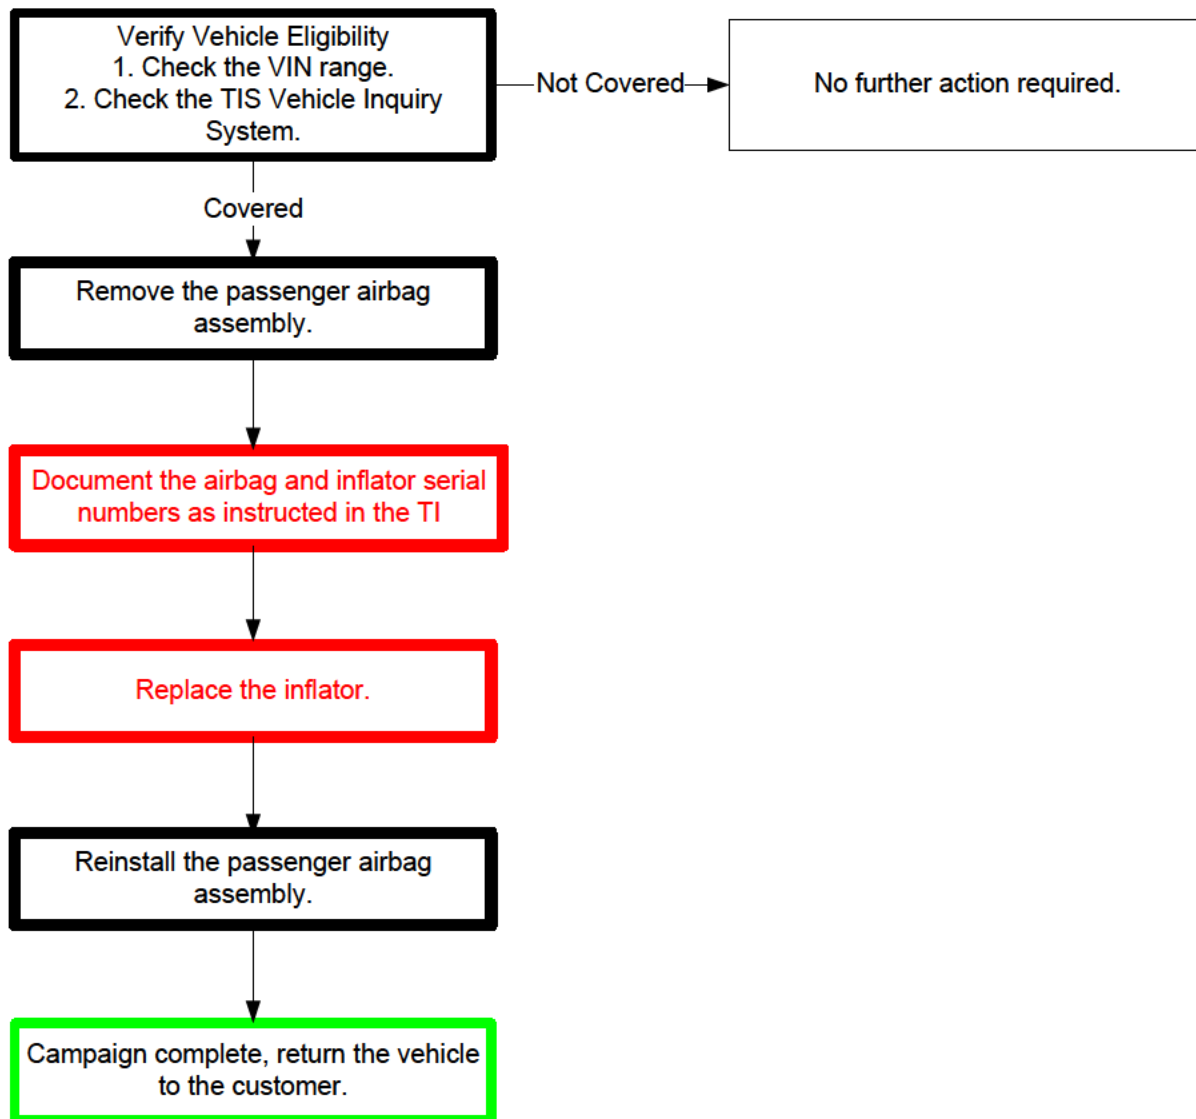 Verify Vehicle Eligibility
1. Check the VIN range.
2. Check the TIS Vehicle Inquiry
System.
Not Covered
No further action required.
Covered
Remove the passenger airbag
assembly.
Document the airbag and inflator serial
numbers as instructed in the TI
Replace the inflator.
Reinstall the passenger airbag
assembly.
Campaign complete, return the vehicle
to the customer.